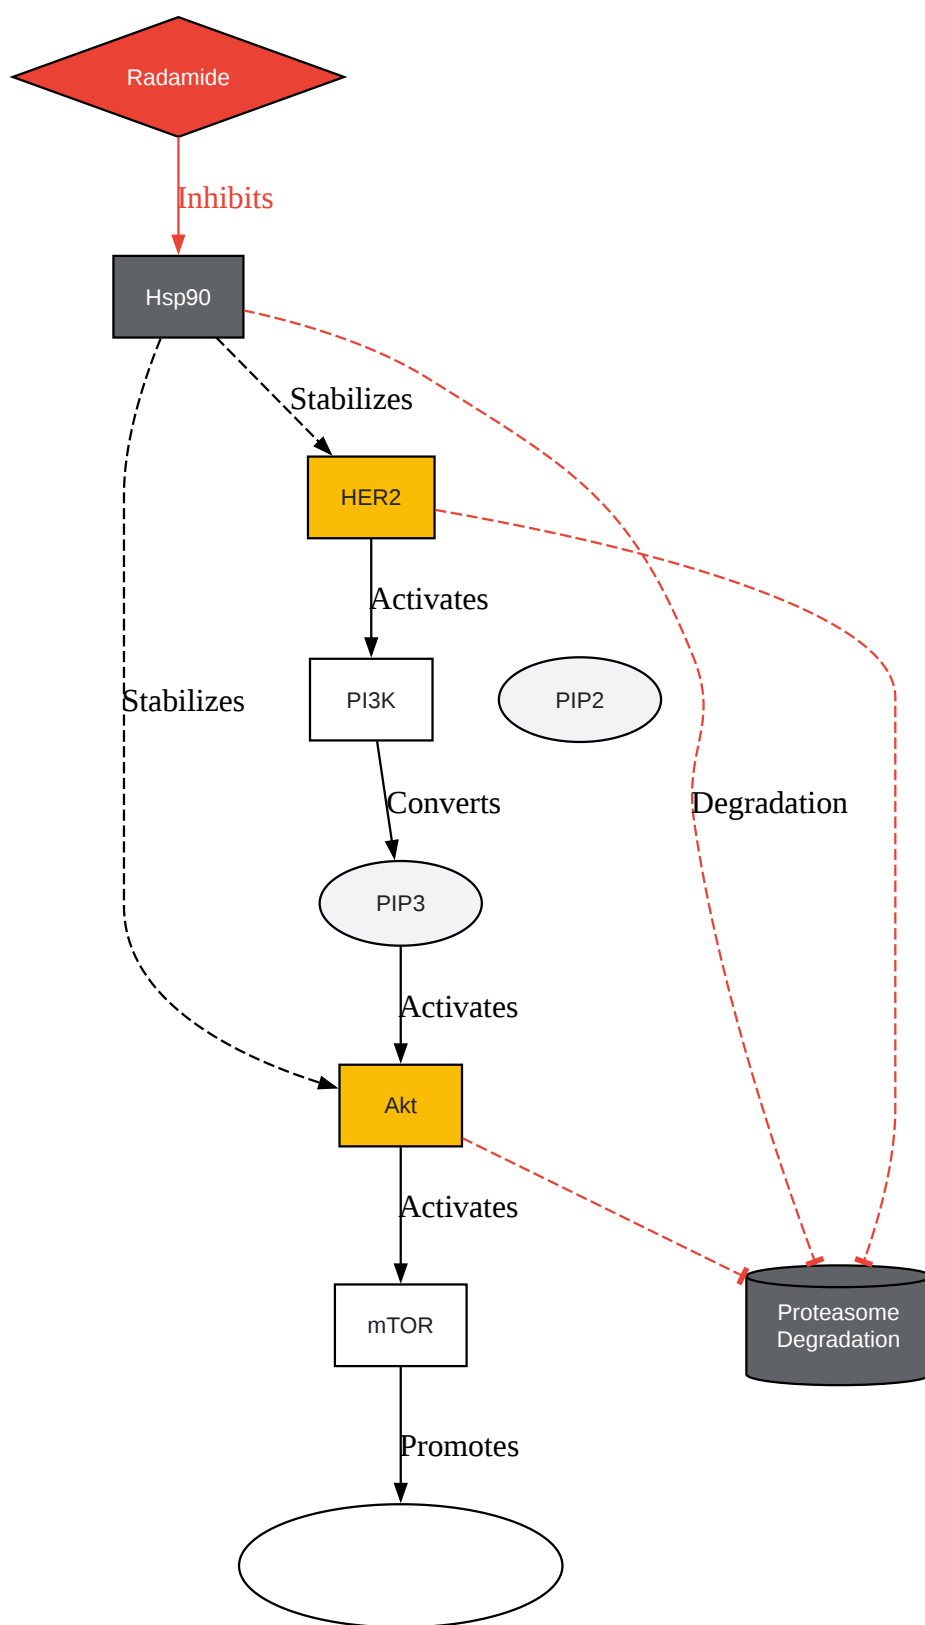 Radamide
Inhibits
Hsp90
Stabilizes
HER2
Activates
Stabilizes
PI3K
PIP2
Converts
Degradation
PIP3
Activates
Akt
Activates
mTOR
Proteasome
Degradation
Promotes